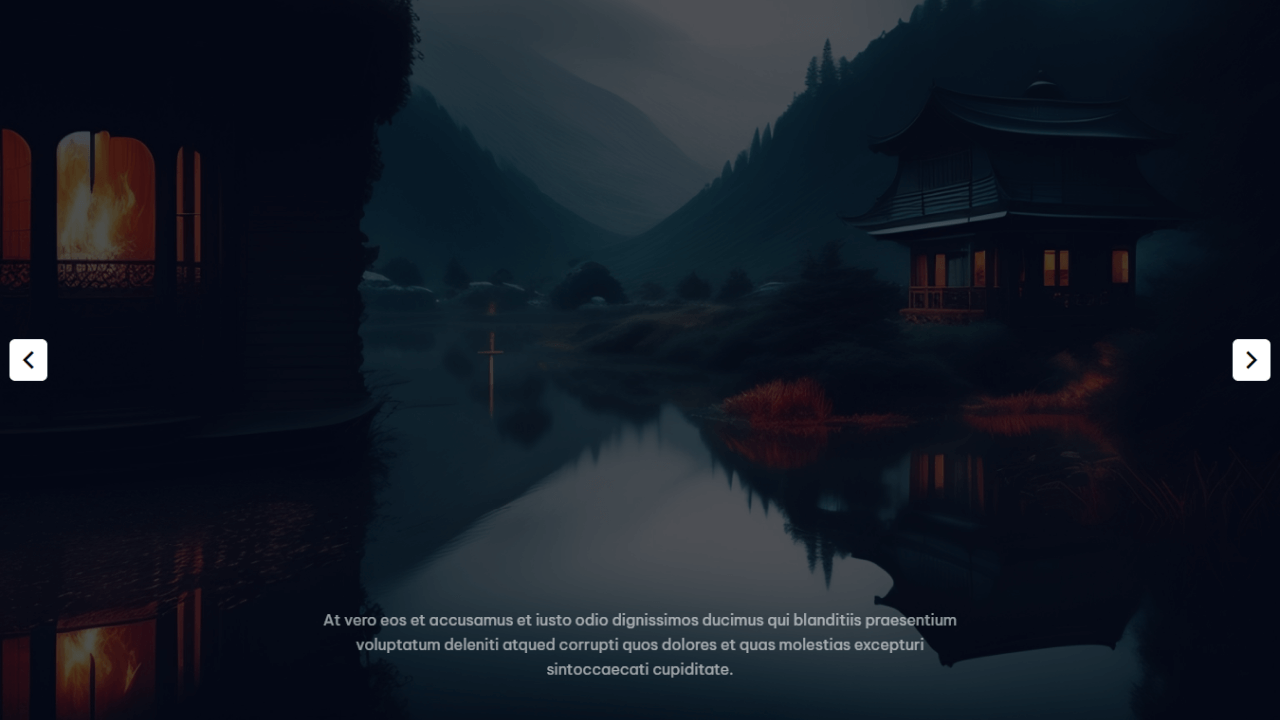 At vero eos et accusamus et iusto odio dignissimos ducimus qui blanditiis praesentium
voluptatum deleniti atqued corrupti quos dolores et quas molestias excepturi
sintoccaecati cupiditate.